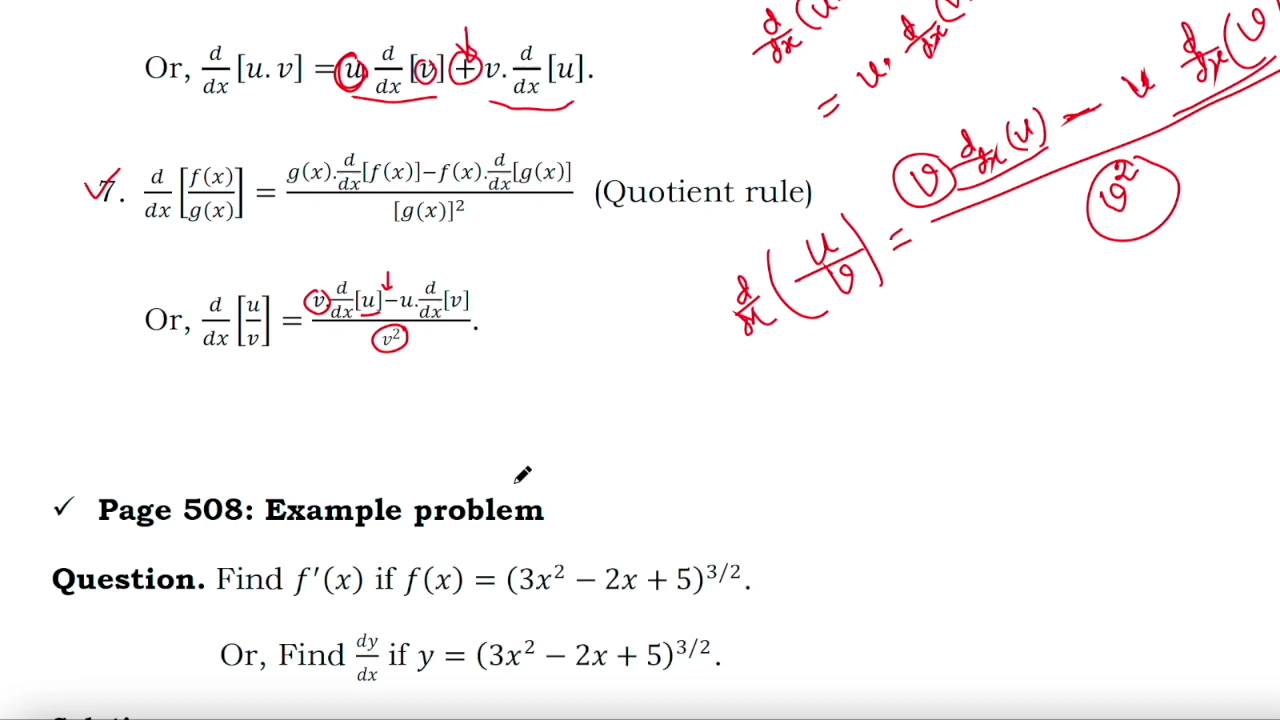 Or, d/dx [u. v] = u d/dx [v] + v. d/dx [u].
7. d/dx [f(x)/g(x)] = g(x). d/dx [f(x)] − f(x). d/dx [g(x)] / [g(x)]² (Quotient rule)
Or, d/dx [u/v] = v. d/dx [u] − u. d/dx [v] / v².
d/dx (u
= u. d/dx (v
d/dx (u/v) = v d/dx (u) − u d/dx (v / v²
✓ Page 508: Example problem
Question. Find f′(x) if f(x) = (3x² − 2x + 5)^3/2.
Or, Find dy/dx if y = (3x² − 2x + 5)^3/2.